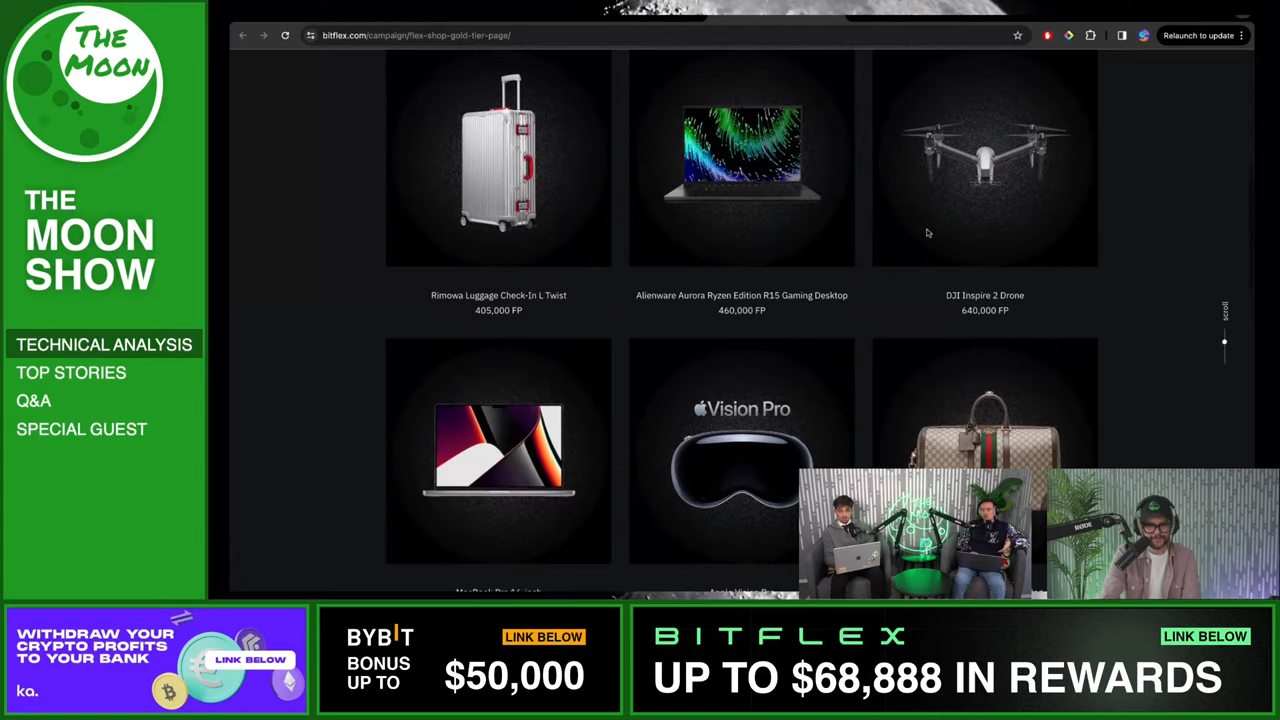 THE
MOON
THE
MOON
SHOW
TECHNICAL ANALYSIS
TOP STORIES
Q&A
SPECIAL GUEST
bitflex.com/campaign/flex-shop-gold-tier-page/
Relaunch to update
Rimowa Luggage Check-In L Twist
405,000 FP
Alienware Aurora Ryzen Edition R15 Gaming Desktop
460,000 FP
DJI Inspire 2 Drone
640,000 FP
scroll
Vision Pro
RØDE
WITHDRAW YOUR
CRYPTO PROFITS
TO YOUR BANK
LINK BELOW
ka.
BYBIT
LINK BELOW
BONUS
UP TO
$50,000
BITFLEX
LINK BELOW
UP TO $68,888 IN REWARDS